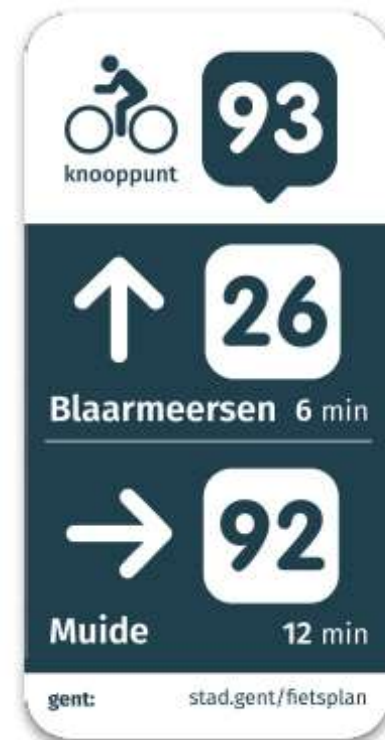 93
knooppunt
26
Blaarmeersen 6 min
92
Muide 12 min
gent: stad.gent/fietsplan